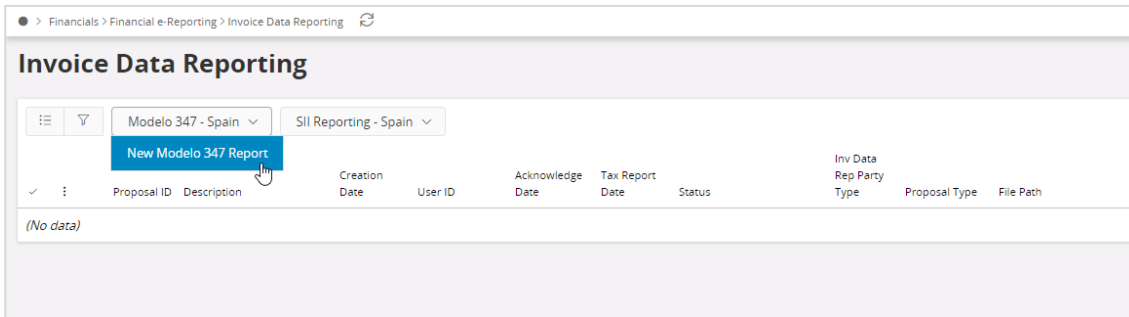 Financials > Financial e-Reporting > Invoice Data Reporting
Invoice Data Reporting
Modelo 347 - Spain
SII Reporting - Spain
New Modelo 347 Report
Proposal ID
Description
Creation
Date
User ID
Acknowledge
Date
Tax Report
Date
Status
Inv Data
Rep Party
Type
Proposal Type
File Path
(No data)